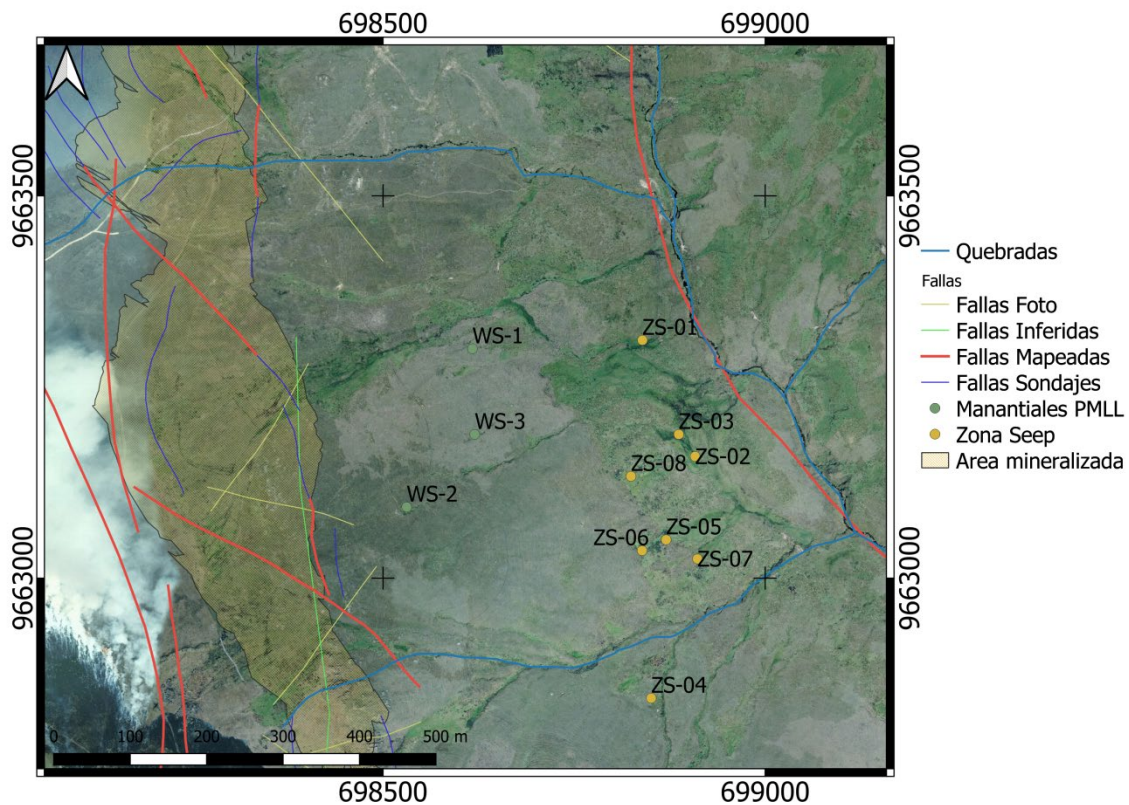 698500
699000
9663500
9663500
WS-1
ZS-01
WS-3
ZS-03
ZS-02
ZS-08
WS-2
ZS-05
ZS-06
ZS-07
9663000
9663000
ZS-04
0
100
200
300
400
500 m
698500
699000
Quebradas
Fallas
Fallas Foto
Fallas Inferidas
Fallas Mapeadas
Fallas Sondajes
Manantiales PMLL
Zona Seep
Area mineralizada